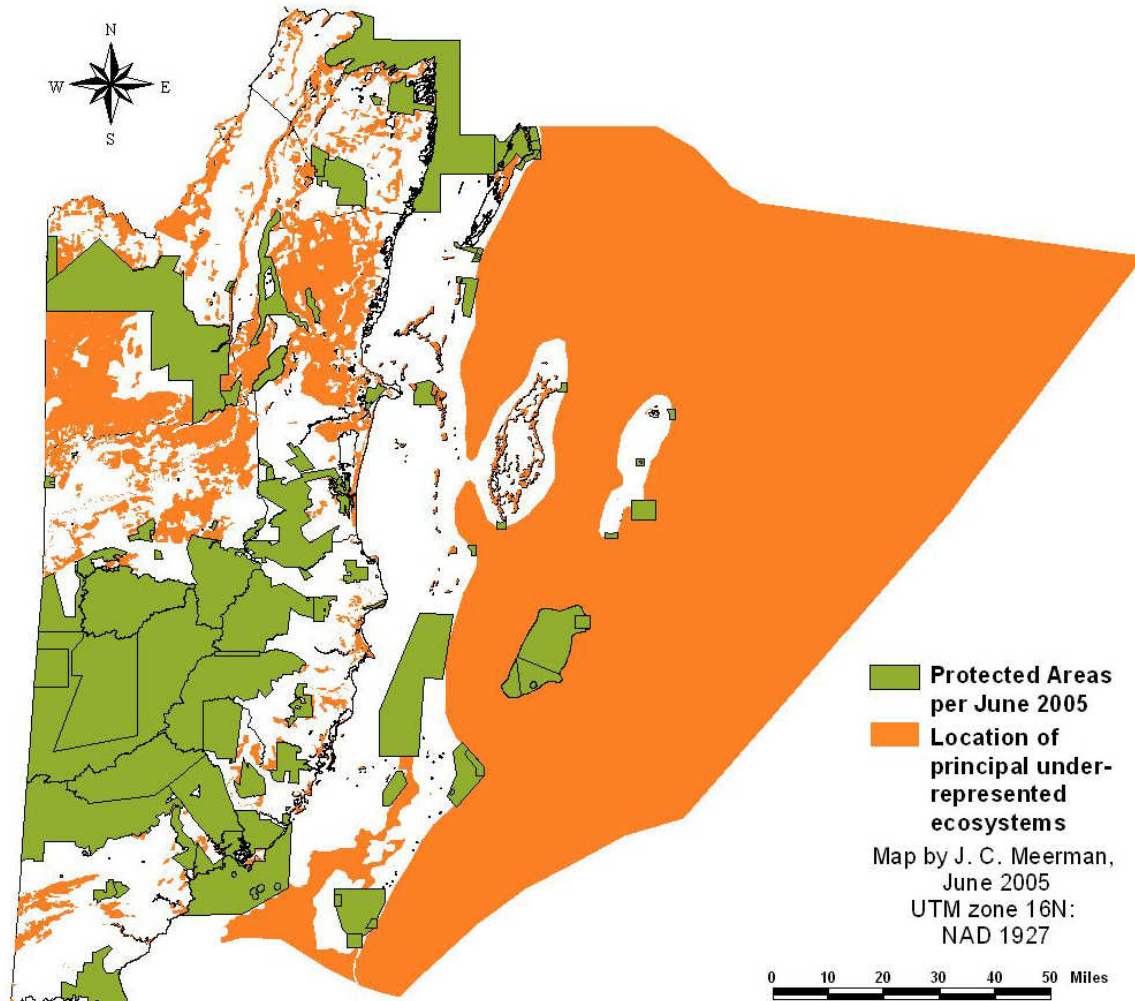 N
W E
S
Protected Areas
per June 2005
Location of
principal under-
represented
ecosystems
Map by J. C. Meerman,
June 2005
UTM zone 16N:
NAD 1927
0 10 20 30 40 50 Miles